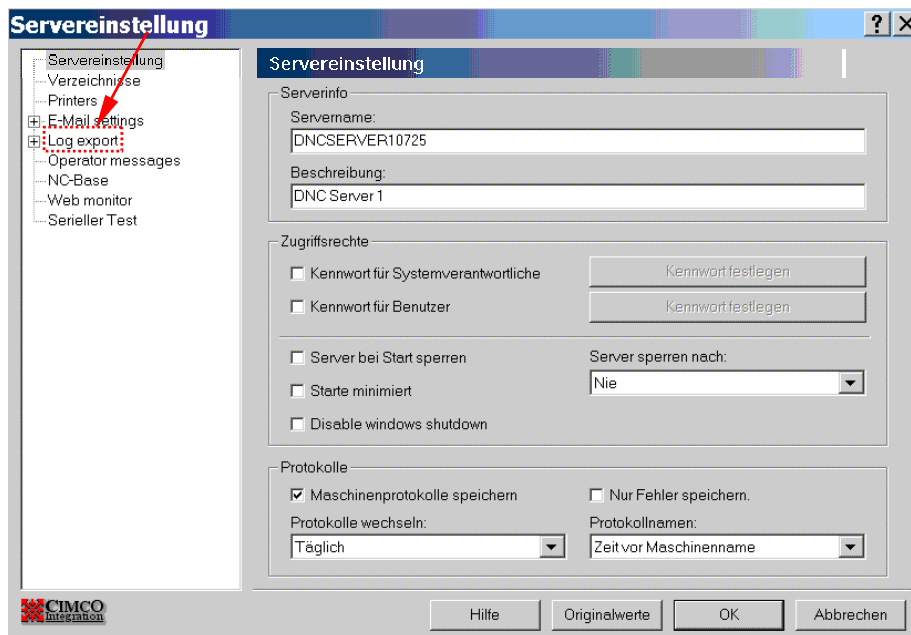 Servereinstellung
Servereinstellung
Verzeichnisse
Printers
E-Mail settings
Log export
Operator messages
NC-Base
Web monitor
Serieller Test
Servereinstellung
Serverinfo
Servername:
DNCSERVER10725
Beschreibung:
DNC Server 1
Zugriffsrechte
Kennwort für Systemverantwortliche
Kennwort festlegen
Kennwort für Benutzer
Kennwort festlegen
Server bei Start sperren
Server sperren nach:
Nie
Starte minimiert
Disable windows shutdown
Protokolle
Maschinenprotokolle speichern
Nur Fehler speichern.
Protokolle wechseln:
Protokollnamen:
Täglich
Zeit vor Maschinenname
CIMCO
Integration
Hilfe
Originalwerte
OK
Abbrechen